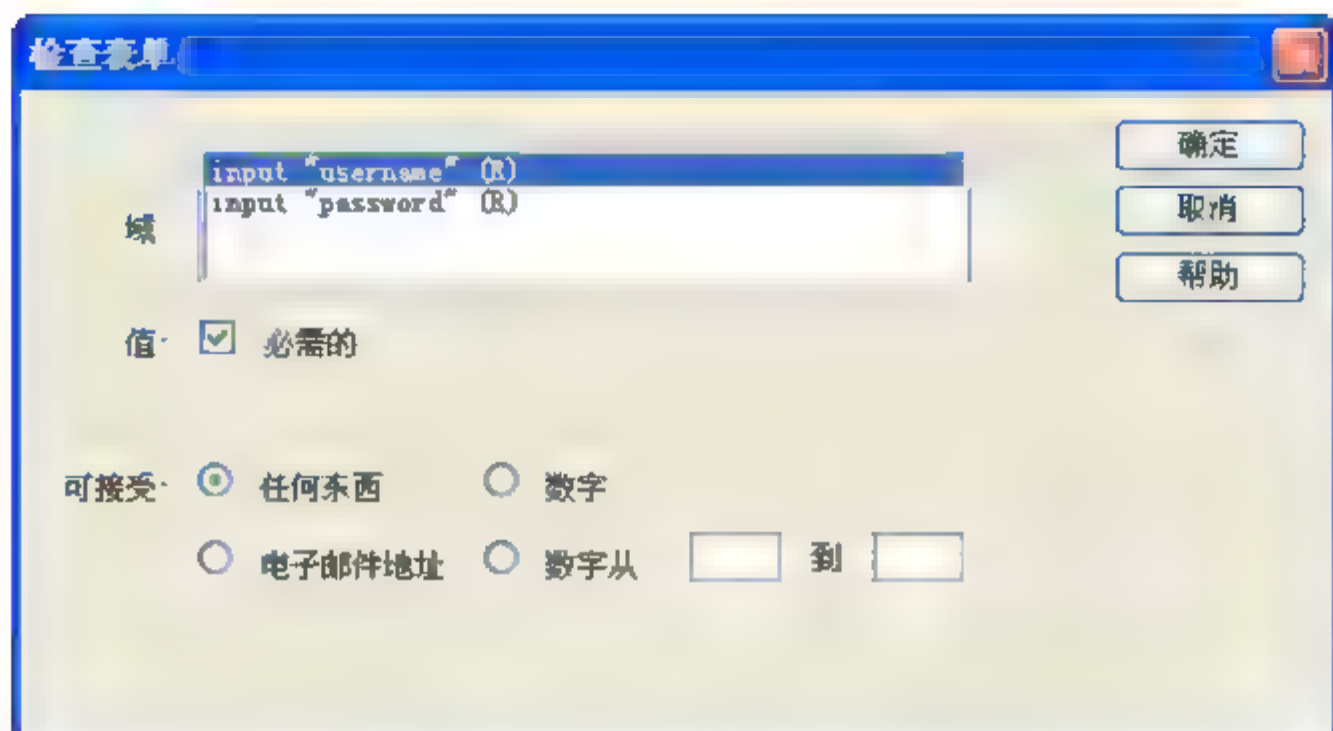 检查表单
input "username" (R)
input "password" (R)
域
值: 必需的
可接受: 任何东西 数字
电子邮件地址 数字从 到
确定
取消
帮助